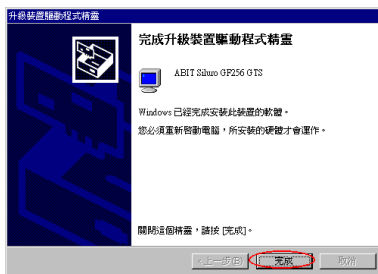 升級裝置驅動程式精靈
完成升級裝置驅動程式精靈
ABIT Siluro GF256 GTS
Windows 已經完成安裝此裝置的軟體。
您必須重新啓動電腦，所安裝的硬體才會運作。
關閉這個精靈，請按 [完成]。
<上一步(B) 完成 取消